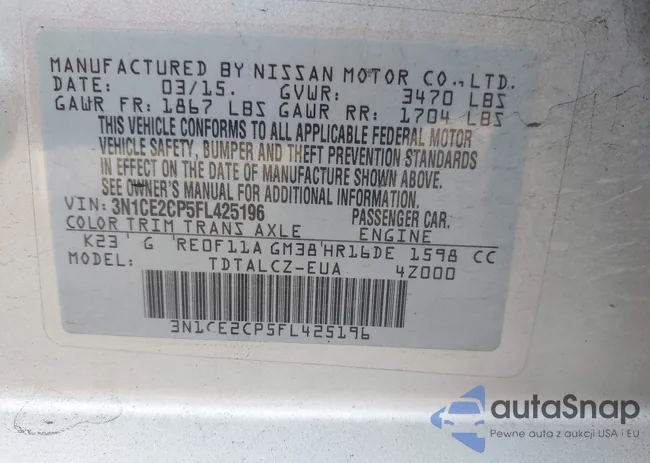 MANUFACTURED BY NISSAN MOTOR CO.,LTD.
DATE: 03/15. GVWR: 3470 LBS
GAWR FR: 1867 LBS GAWR RR: 1704 LBS
THIS VEHICLE CONFORMS TO ALL APPLICABLE FEDERAL MOTOR
VEHICLE SAFETY, BUMPER AND THEFT PREVENTION STANDARDS
IN EFFECT ON THE DATE OF MANUFACTURE SHOWN ABOVE.
SEE OWNER'S MANUAL FOR ADDITIONAL INFORMATION.
VIN: 3N1CE2CP5FL425196 PASSENGER CAR.
COLOR TRIM TRANS AXLE ENGINE
K23 G RE0F11A GM38 HR16DE 1598 CC
MODEL: TDTALCZ-EUA 4Z000
3N1CE2CP5FL425196
autaSnap
Pewne auta z aukcji USA i EU